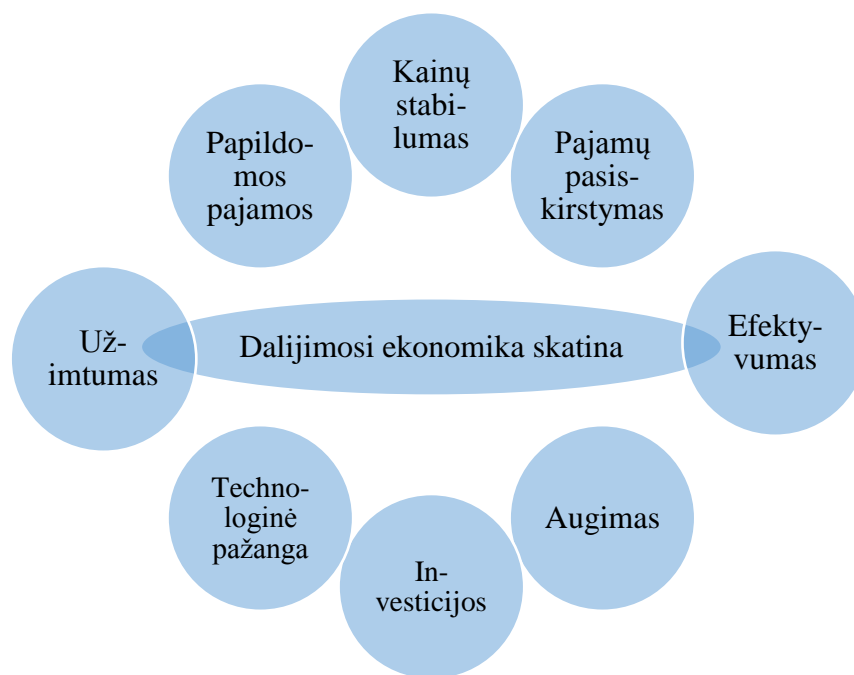 Kainų
stabi-
lumas
Papildo-
mos
pajamos
Pajamų
pasis-
kirstymas
Už-
imtumas
Dalijimosi ekonomika skatina
Efekty-
vumas
Techno-
loginė
pažanga
In-
vesticijos
Augimas